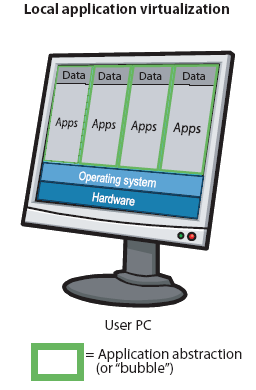 Local application virtualization
Data Data Data Data
Apps Apps Apps Apps
Operating system
Hardware
User PC
= Application abstraction
(or “bubble”)